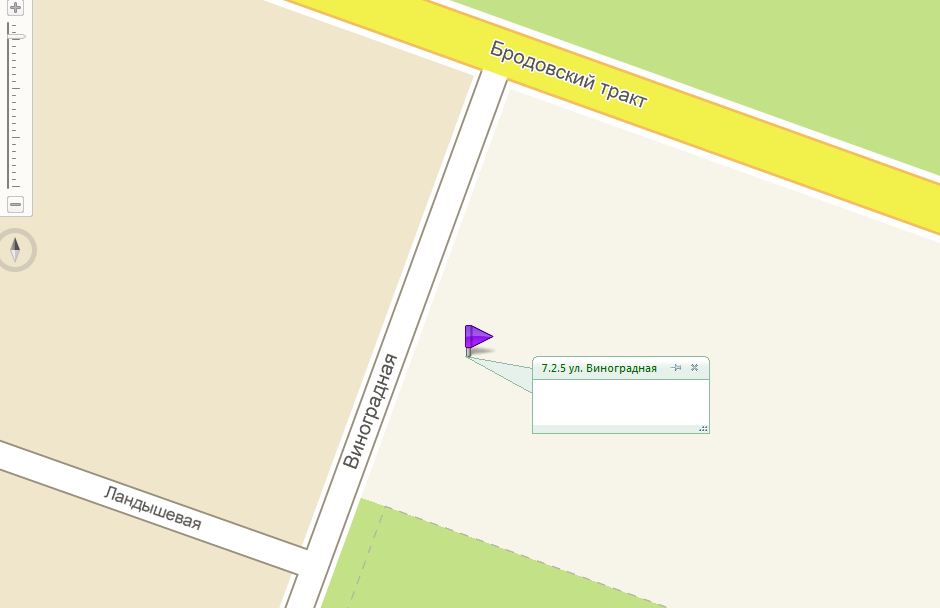 Бродовский тракт
7.2.5 ул. Виноградная
Виноградная
Ландышевая